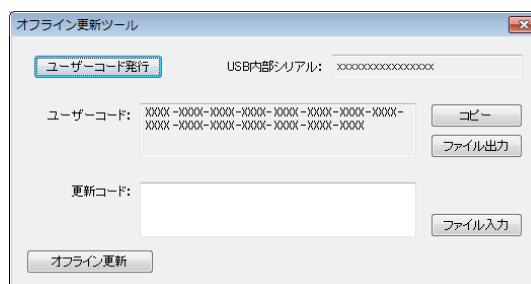 オフライン更新ツール
ユーザーコード発行
USB内部シリアル: xxxxxxxxxxxxxxx
ユーザーコード: XXXX-XXXX-XXXX-XXXX-XXXX-XXXX-XXXX-
XXXX-XXXX-XXXX-XXXX-XXXX-XXXX
コピー
ファイル出力
更新コード:
ファイル入力
オフライン更新